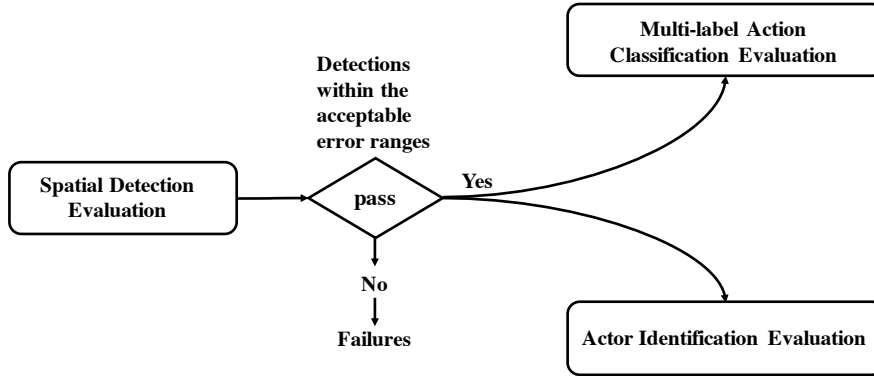 Multi-label Action
Classification Evaluation
Detections
within the
acceptable
error ranges
Spatial Detection
Evaluation
pass
Yes
No
Failures
Actor Identification Evaluation